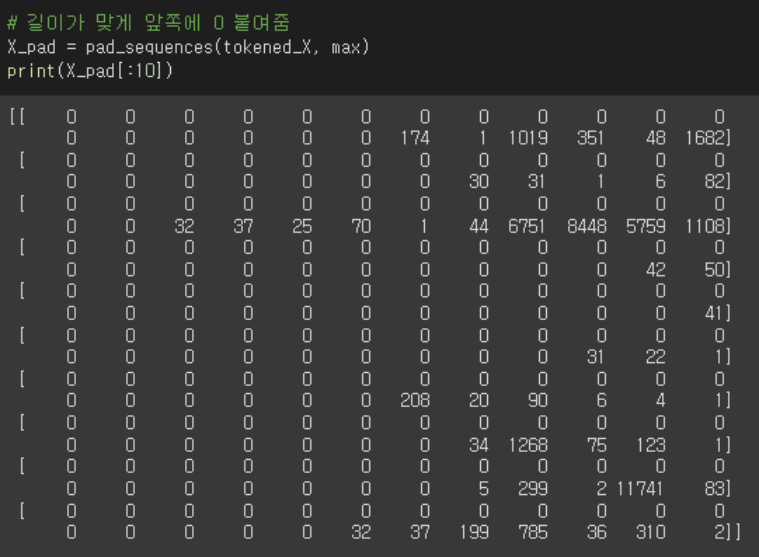 # 길이가 맞게 앞쪽에 0 붙여줌
X_pad = pad_sequences(tokened_X, max)
print(X_pad[:10])
[[ 0 0 0 0 0 0 0 0 0 0 0 0
0 0 0 0 0 0 174 1 1019 351 48 1682]
[ 0 0 0 0 0 0 0 0 0 0 0 0
0 0 0 0 0 0 0 30 31 1 6 82]
[ 0 0 0 0 0 0 0 0 0 0 0 0
0 0 32 37 25 70 1 44 6751 8448 5759 1108]
[ 0 0 0 0 0 0 0 0 0 0 0 0
0 0 0 0 0 0 0 0 0 0 42 50]
[ 0 0 0 0 0 0 0 0 0 0 0 0
0 0 0 0 0 0 0 0 0 0 0 41]
[ 0 0 0 0 0 0 0 0 0 0 0 0
0 0 0 0 0 0 0 0 0 31 22 1]
[ 0 0 0 0 0 0 0 0 0 0 0 0
0 0 0 0 0 0 208 20 90 6 4 1]
[ 0 0 0 0 0 0 0 0 0 0 0 0
0 0 0 0 0 0 0 34 1268 75 123 1]
[ 0 0 0 0 0 0 0 0 0 0 0 0
0 0 0 0 0 0 0 5 299 2 11741 83]
[ 0 0 0 0 0 0 0 0 0 0 0 0
0 0 0 0 0 32 37 199 785 36 310 2]]